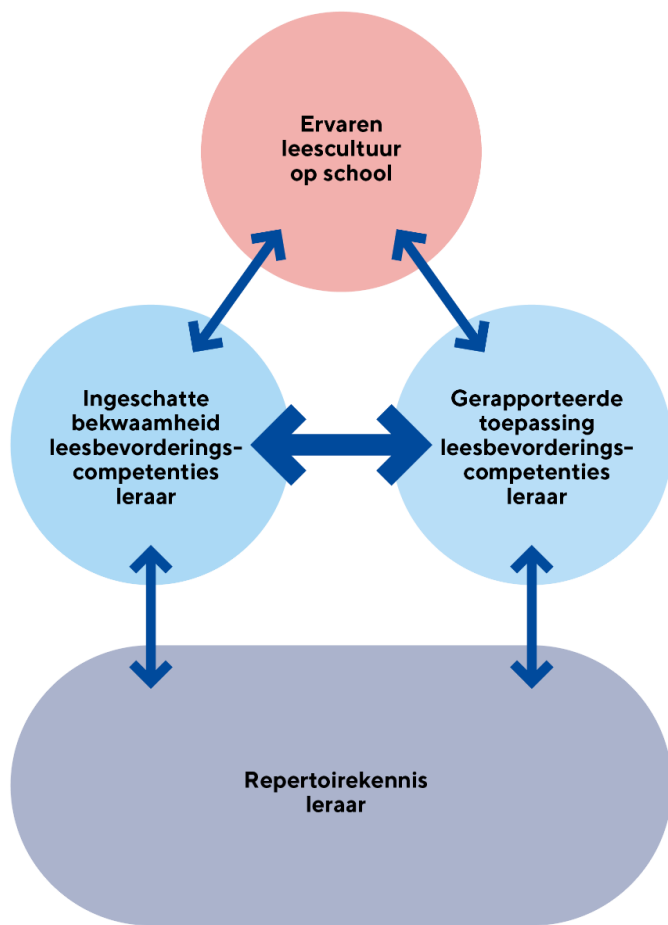 Ervaren
leescultuur
op school
Ingeschatte
bekwaamheid
leesbevorderings-
competenties
leraar
Gerapporteerde
toepassing
leesbevorderings-
competenties
leraar
Repertoirekennis
leraar